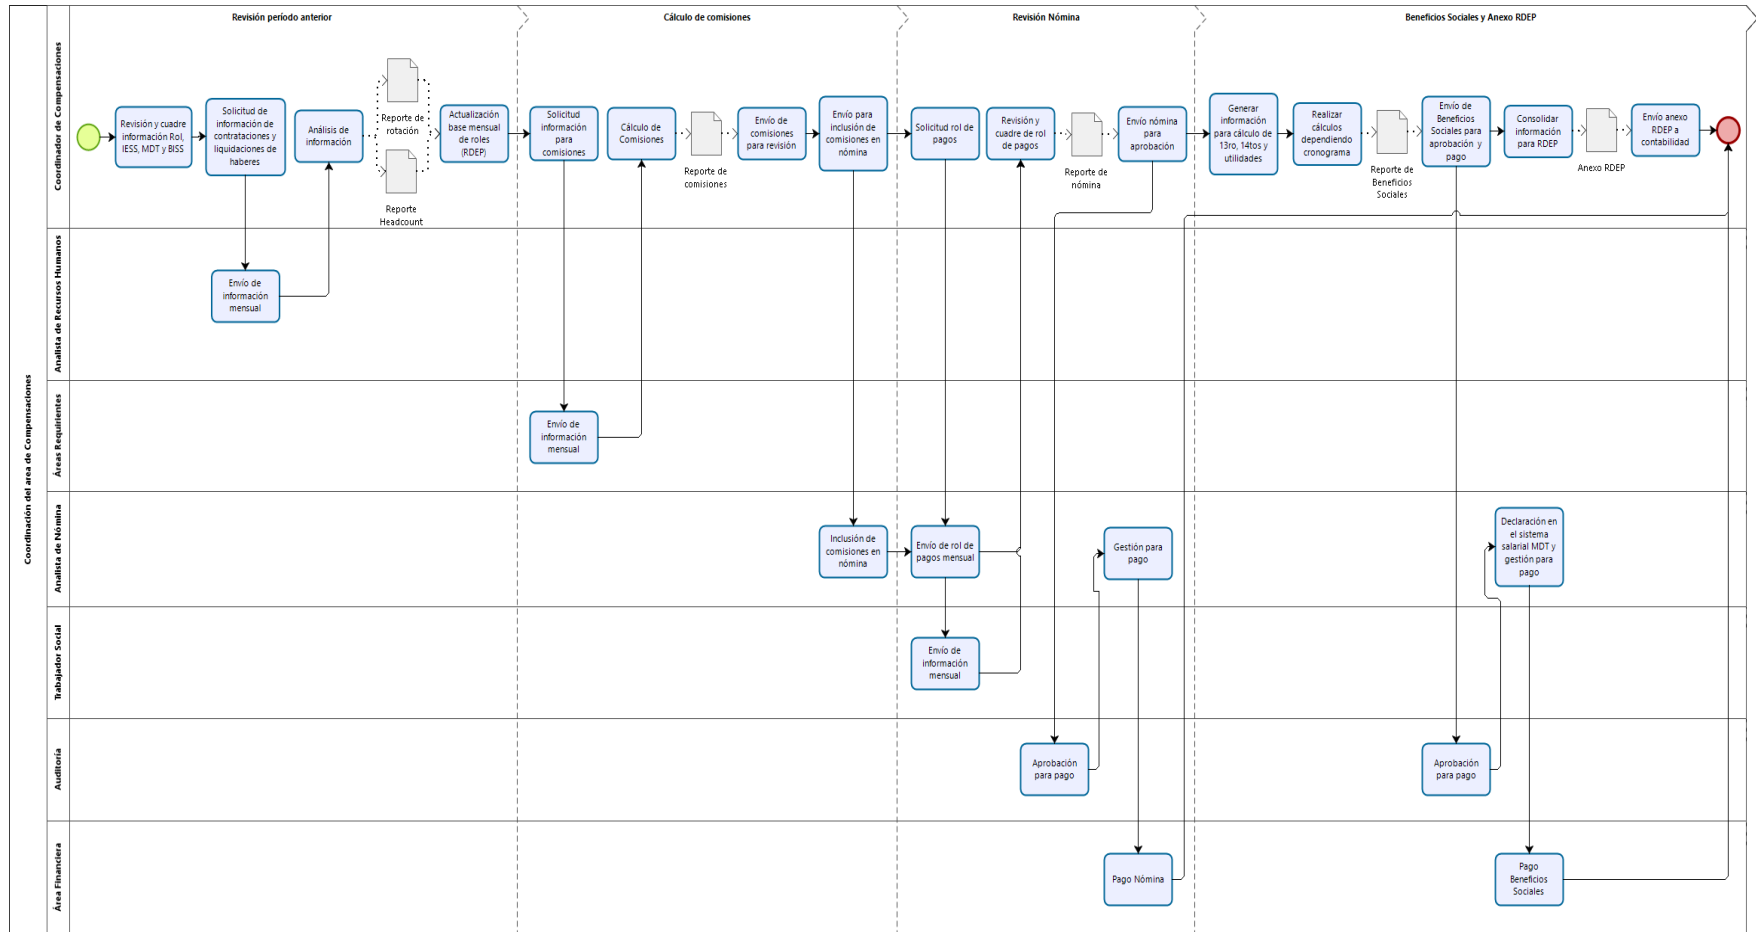 Revisión período anterior
Cálculo de comisiones
Revisión Nómina
Beneficios Sociales y Anexo RDEP
Coordinación del area de Compensaciones
Coordinador de Compensaciones
Revisión y cuadre
información Rol,
IESS, MDT y BISS
Solicitud de
información de
contrataciones y
liquidaciones de
haberes
Análisis de
información
Reporte de
rotación
Reporte
Headcount
Actualización
base mensual
de roles
(RDEP)
Solicitud
información
para
comisiones
Cálculo de
Comisiones
Reporte de
comisiones
Envío de
comisiones
para revisión
Envío para
inclusión de
comisiones en
nómina
Solicitud rol de
pagos
Revisión y
cuadre de rol
de pagos
Reporte de
nómina
Envío nómina
para
aprobación
Generar
información
para cálculo de
13ro, 14tos y
utilidades
Realizar
cálculos
dependiendo
cronograma
Reporte de
Beneficios
Sociales
Envío de
Beneficios
Sociales para
aprobación y
pago
Consolidar
información
para RDEP
Anexo RDEP
Envío anexo
RDEP a
contabilidad
Analista de Recursos Humanos
Envío de
información
mensual
Áreas Requirientes
Envío de
información
mensual
Analista de Nómina
Inclusión de
comisiones en
nómina
Envío de rol de
pagos mensual
Gestión para
pago
Declaración en
el sistema
salarial MDT y
gestión para
pago
Trabajador Social
Envío de
información
mensual
Auditoría
Aprobación
para pago
Aprobación
para pago
Área Financiera
Pago Nómina
Pago
Beneficios
Sociales